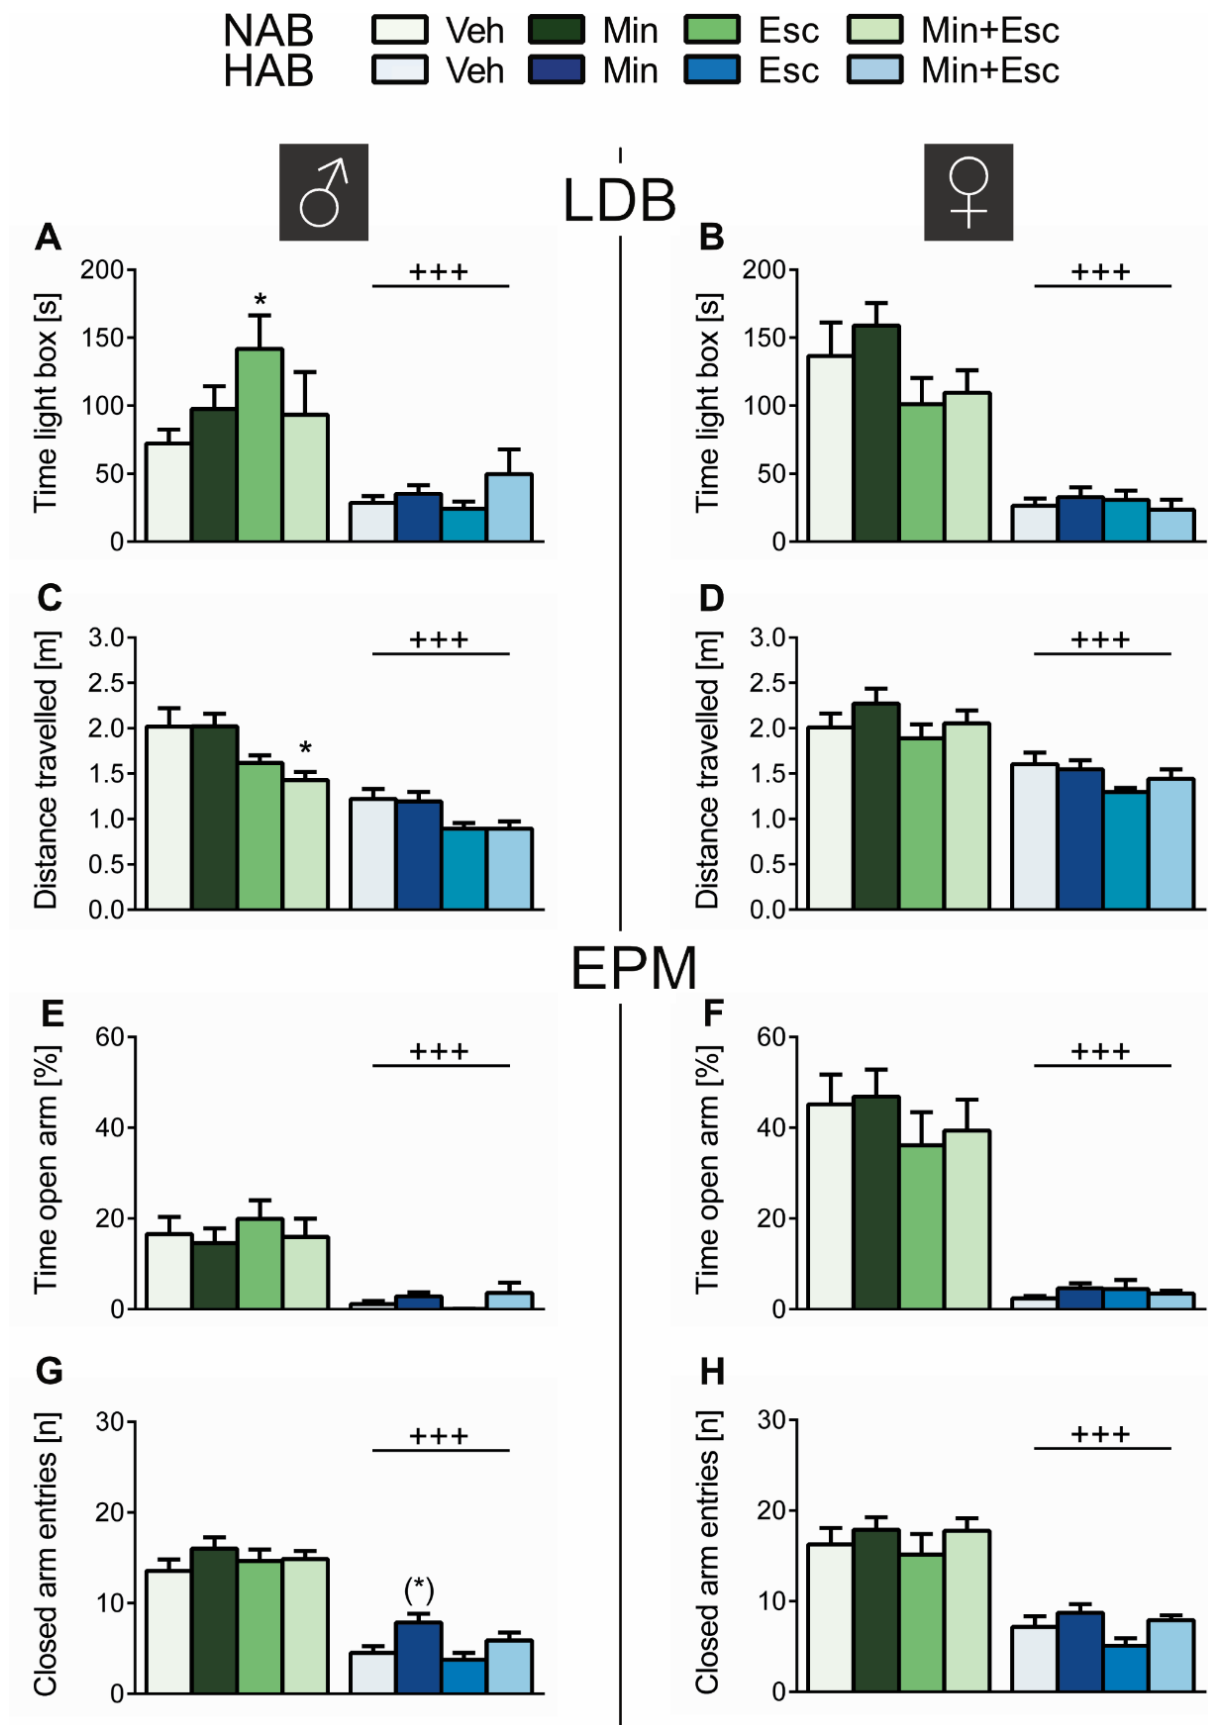 NAB Veh Min Esc Min+Esc
HAB Veh Min Esc Min+Esc
♂ LDB ♀
A
Time light box [s]
200
150
100
50
0
*
+++
B
Time light box [s]
200
150
100
50
0
+++
C
Distance travelled [m]
3.0
2.5
2.0
1.5
1.0
0.5
0.0
*
+++
D
Distance travelled [m]
3.0
2.5
2.0
1.5
1.0
0.5
0.0
+++
EPM
E
Time open arm [%]
60
40
20
0
+++
F
Time open arm [%]
60
40
20
0
+++
G
Closed arm entries [n]
30
20
10
0
(*)
+++
H
Closed arm entries [n]
30
20
10
0
+++